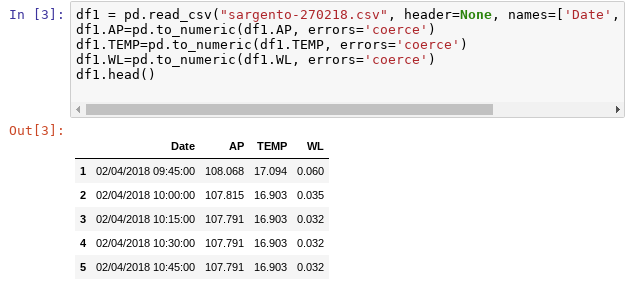 In [3]: df1 = pd.read_csv("sargento-270218.csv", header=None, names=['Date',
df1.AP=pd.to_numeric(df1.AP, errors='coerce')
df1.TEMP=pd.to_numeric(df1.TEMP, errors='coerce')
df1.WL=pd.to_numeric(df1.WL, errors='coerce')
df1.head()
Out[3]:
Date AP TEMP WL
1 02/04/2018 09:45:00 108.068 17.094 0.060
2 02/04/2018 10:00:00 107.815 16.903 0.035
3 02/04/2018 10:15:00 107.791 16.903 0.032
4 02/04/2018 10:30:00 107.791 16.903 0.032
5 02/04/2018 10:45:00 107.791 16.903 0.032